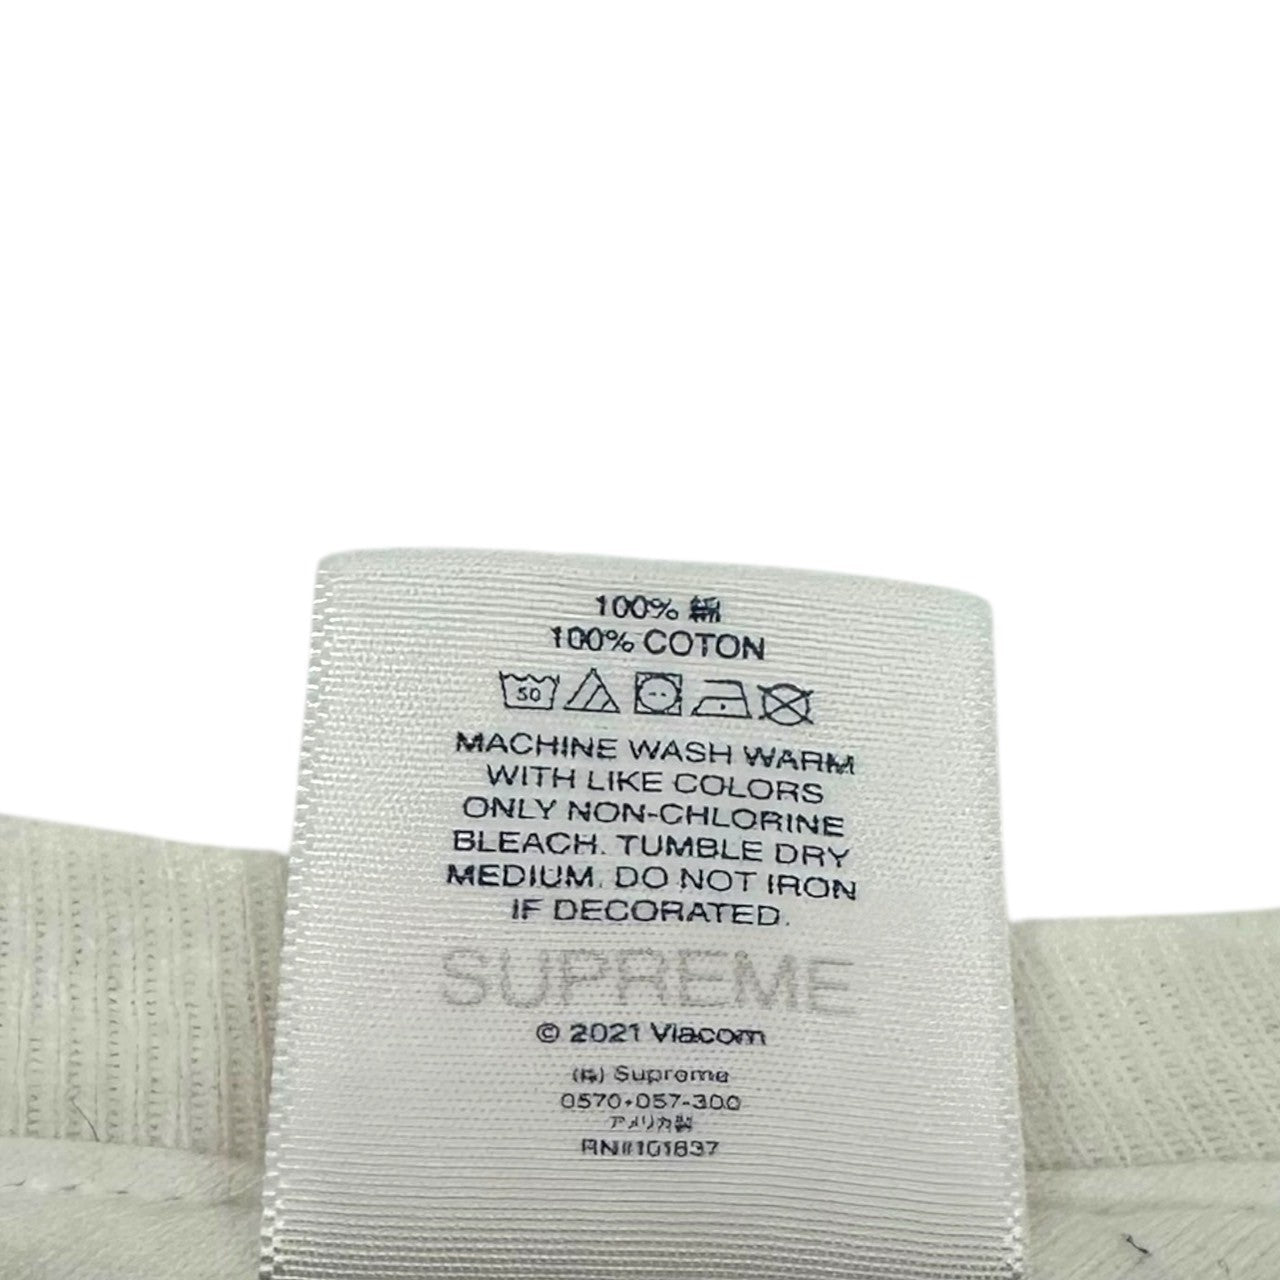 100% 綿
100% COTON
50
MACHINE WASH WARM
WITH LIKE COLORS
ONLY NON-CHLORINE
BLEACH. TUMBLE DRY
MEDIUM. DO NOT IRON
IF DECORATED.
SUPREME
© 2021 Viacom
(株) Supreme
0570-057-300
アメリカ製
RN#101837